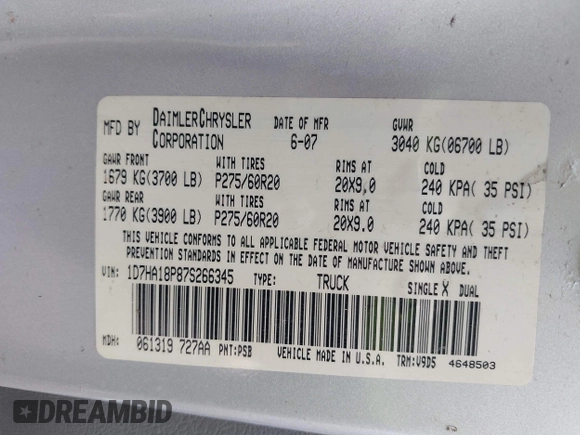 MFD BY DAIMLERCHRYSLER CORPORATION DATE OF MFR 6-07 GVWR 3040 KG(06700 LB)
GAWR FRONT WITH TIRES RIMS AT COLD
1679 KG(3700 LB) P275/60R20 20X9.0 240 KPA( 35 PSI)
GAWR REAR WITH TIRES RIMS AT COLD
1770 KG(3900 LB) P275/60R20 20X9.0 240 KPA( 35 PSI)
THIS VEHICLE CONFORMS TO ALL APPLICABLE FEDERAL MOTOR VEHICLE SAFETY AND THEFT
PREVENTION STANDARDS IN EFFECT ON THE DATE OF MANUFACTURE SHOWN ABOVE.
VIN: 1D7HA18P87S266345 TYPE: TRUCK SINGLE X DUAL
MDH: 061319 727AA PNT:PSB VEHICLE MADE IN U.S.A. TRM:V9D5 4648503
DREAMBID